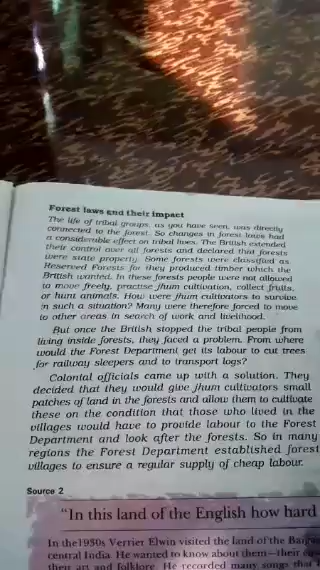 Forest laws and their impact
The life of tribal groups, as you have seen, was directly
connected to the forest. So changes in forest laws had
a considerable effect on tribal lives. The British extended
their control over all forests and declared that forests
were state property. Some forests were classified as
Reserved Forests for they produced timber which the
British wanted. In these forests people were not allowed
to move freely, practise jhum cultivation, collect fruits,
or hunt animals. How were jhum cultivators to survive
in such a situation? Many were therefore forced to move
to other areas in search of work and livelihood.
But once the British stopped the tribal people from
living inside forests, they faced a problem. From where
would the Forest Department get its labour to cut trees
for railway sleepers and to transport logs?
Colonial officials came up with a solution. They
decided that they would give jhum cultivators small
patches of land in the forests and allow them to cultivate
these on the condition that those who lived in the
villages would have to provide labour to the Forest
Department and look after the forests. So in many
regions the Forest Department established forest
villages to ensure a regular supply of cheap labour.
Source 2
"In this land of the English how hard
In the1930s Verrier Elwin visited the land of the
central India. He wanted to know about them – their
their art and folklore. He recorded many songs that